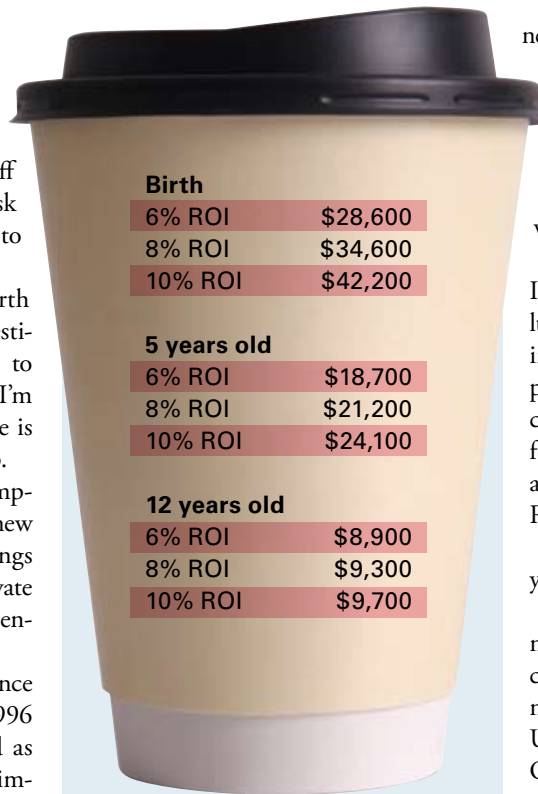 Birth
6% ROI $28,600
8% ROI $34,600
10% ROI $42,200
5 years old
6% ROI $18,700
8% ROI $21,200
10% ROI $24,100
12 years old
6% ROI $8,900
8% ROI $9,300
10% ROI $9,700